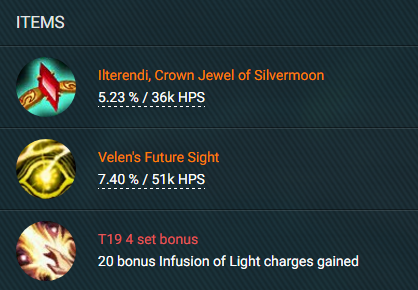 ITEMS
Ilterendi, Crown Jewel of Silvermoon
5.23 % / 36k HPS
Velen's Future Sight
7.40 % / 51k HPS
T19 4 set bonus
20 bonus Infusion of Light charges gained